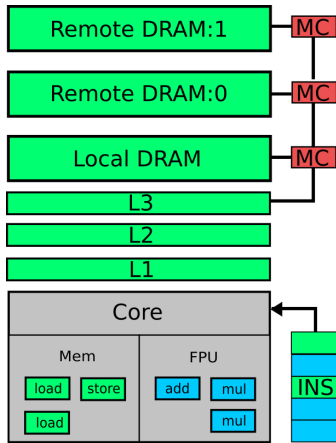 Remote DRAM:1
MC
Remote DRAM:0
MC
Local DRAM
MC
L3
L2
L1
Core
Mem
FPU
load
store
add
mul
load
mul
INS